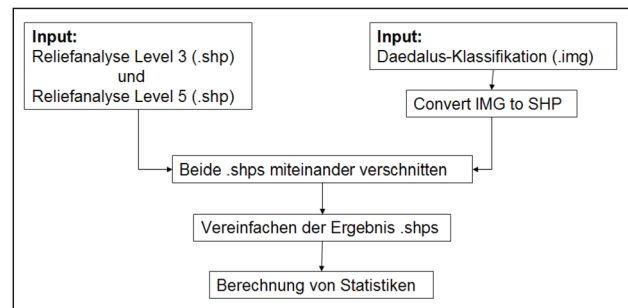 Input:
Reliefanalyse Level 3 (.shp)
und
Reliefanalyse Level 5 (.shp)
Input:
Daedalus-Klassifikation (.img)
Convert IMG to SHP
Beide .shps miteinander verschnitten
Vereinfachen der Ergebnis .shps
Berechnung von Statistiken